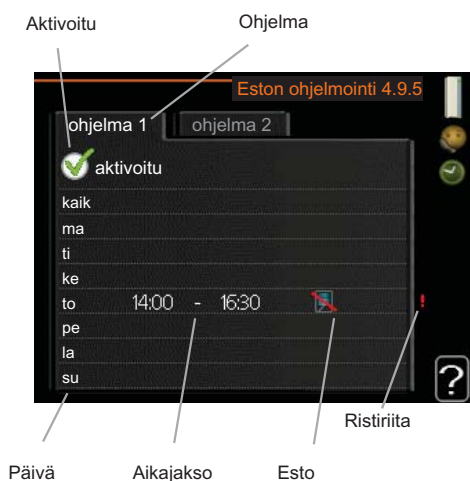 Aktivoitu
Ohjelma
Eston ohjelmointi 4.9.5
ohjelma 1
ohjelma 2
aktivoitu
kaik
ma
ti
ke
to 14:00 - 16:30 !
pe
la
su
?
Ristiriita
Päivä
Aikajakso
Esto